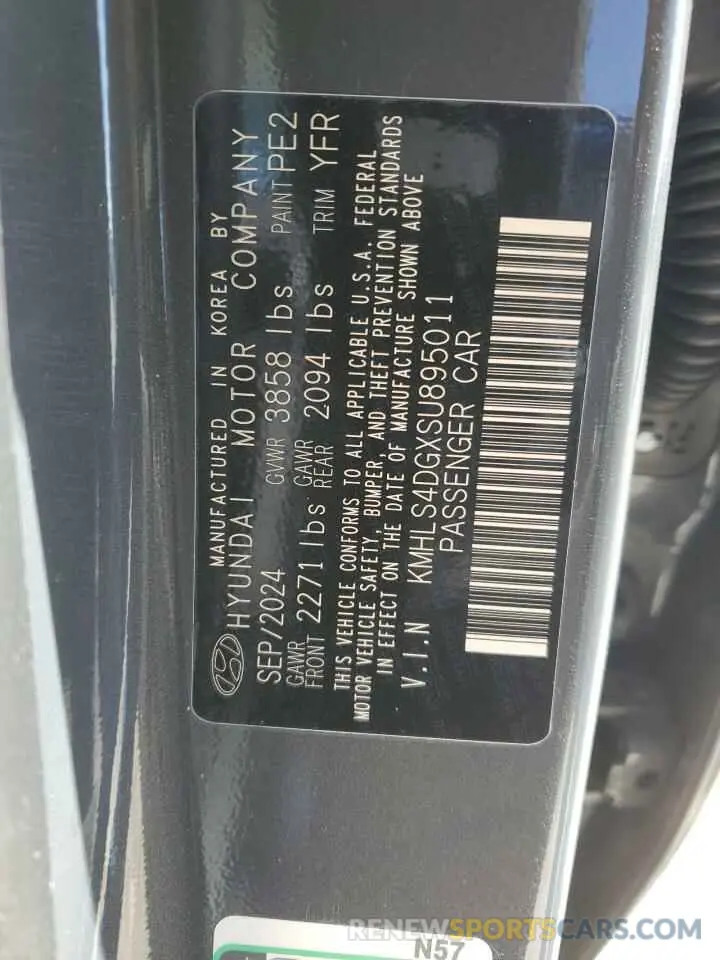 MANUFACTURED IN KOREA BY
HYUNDAI MOTOR COMPANY
SEP/2024 GVWR 3858 lbs PAINT PE2
GAWR FRONT 2271 lbs GAWR REAR 2094 lbs TRIM YFR
THIS VEHICLE CONFORMS TO ALL APPLICABLE U.S.A. FEDERAL
MOTOR VEHICLE SAFETY, BUMPER, AND THEFT PREVENTION STANDARDS
IN EFFECT ON THE DATE OF MANUFACTURE SHOWN ABOVE
V.I.N KMHLS4DGXSU895011
PASSENGER CAR
N57
RENEWSPORTSCARS.COM